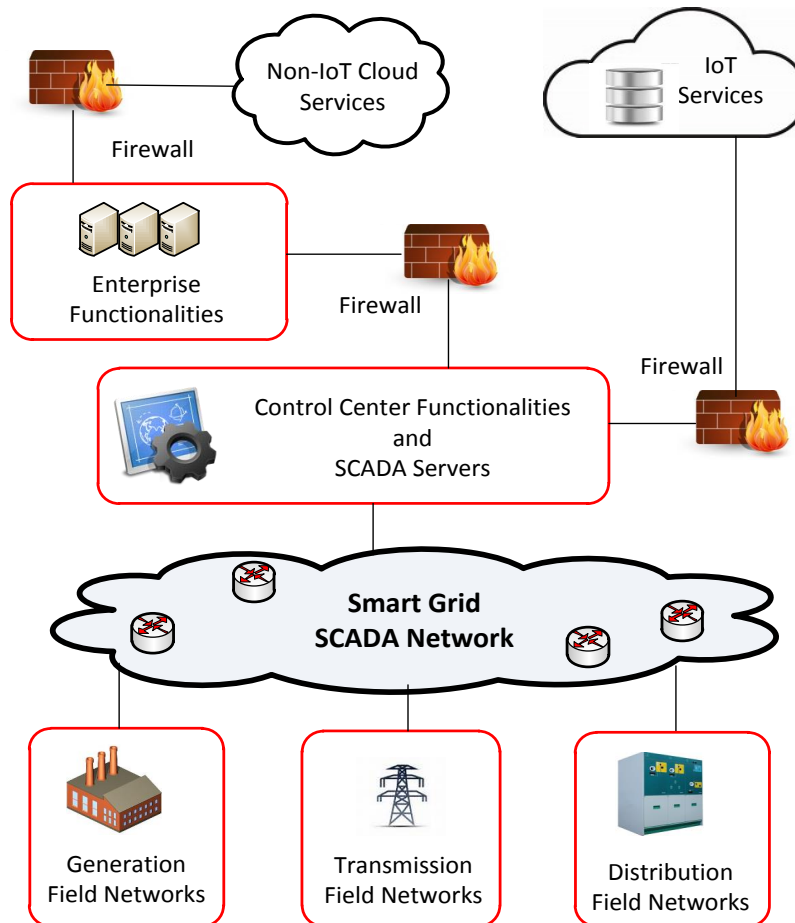 Non-IoT Cloud
Services
IoT
Services
Firewall
Enterprise
Functionalities
Firewall
Firewall
Control Center Functionalities
and
SCADA Servers
Smart Grid
SCADA Network
Generation
Field Networks
Transmission
Field Networks
Distribution
Field Networks